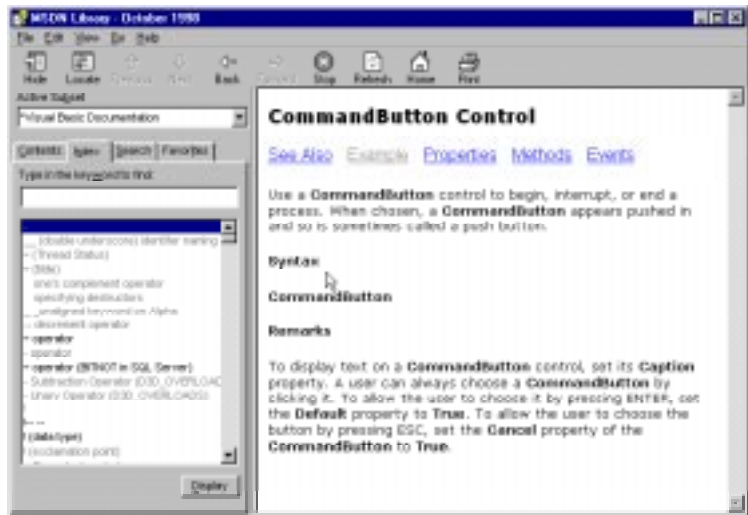 MSDN Library - October 1998
File Edit View Go Help
Hide Locate Previous Next Back Forward Stop Refresh Home Print
Active Subset
*Visual Basic Documentation
Contents Index Search Favorites
Type in the keyword to find:
__ (double underscore) identifier naming
(Thread Status)
(tilde)
one's complement operator
specifying destructors
_unaligned keyword on Alpha
-- decrement operator
- operator
- operator
- operator (BITNOT in SQL Server)
- Subtraction Operator (D3D_OVERLOAD
- Unary Operator (D3D_OVERLOADS)
!
! (data type)
! (exclamation point)
Display
CommandButton Control
See Also Example Properties Methods Events
Use a CommandButton control to begin, interrupt, or end a
process. When chosen, a CommandButton appears pushed in
and so is sometimes called a push button.
Syntax
CommandButton
Remarks
To display text on a CommandButton control, set its Caption
property. A user can always choose a CommandButton by
clicking it. To allow the user to choose it by pressing ENTER, set
the Default property to True. To allow the user to choose the
button by pressing ESC, set the Cancel property of the
CommandButton to True.